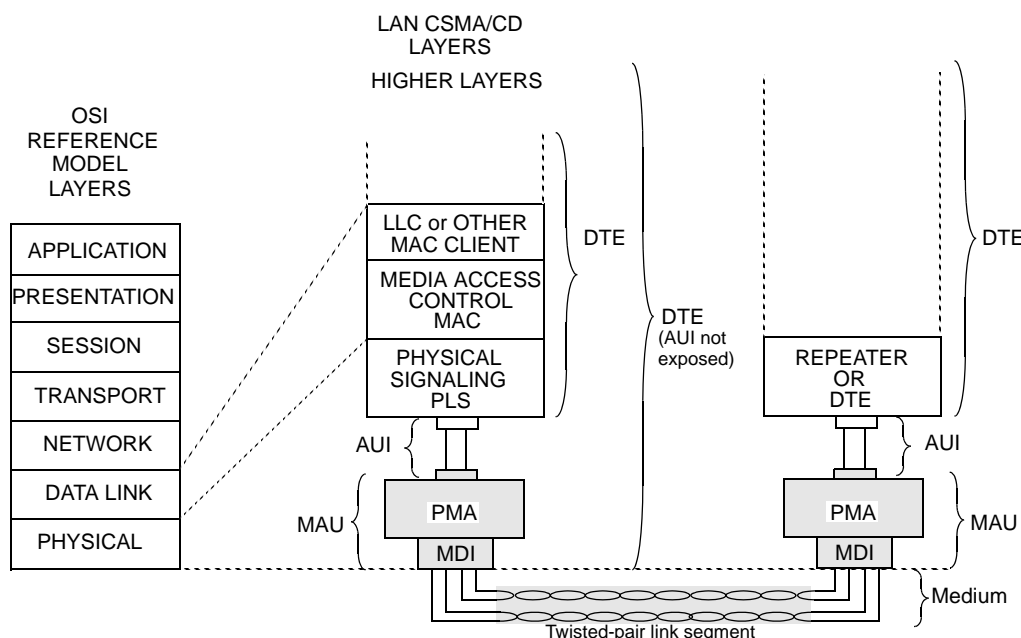 LAN CSMA/CD
LAYERS
HIGHER LAYERS
OSI
REFERENCE
MODEL
LAYERS
APPLICATION
PRESENTATION
SESSION
TRANSPORT
NETWORK
DATA LINK
PHYSICAL
LLC or OTHER
MAC CLIENT
MEDIA ACCESS
CONTROL
MAC
PHYSICAL
SIGNALING
PLS
DTE
DTE
(AUI not
exposed)
AUI
MAU
PMA
MDI
DTE
REPEATER
OR
DTE
AUI
PMA
MAU
MDI
Medium
Twisted-pair link segment